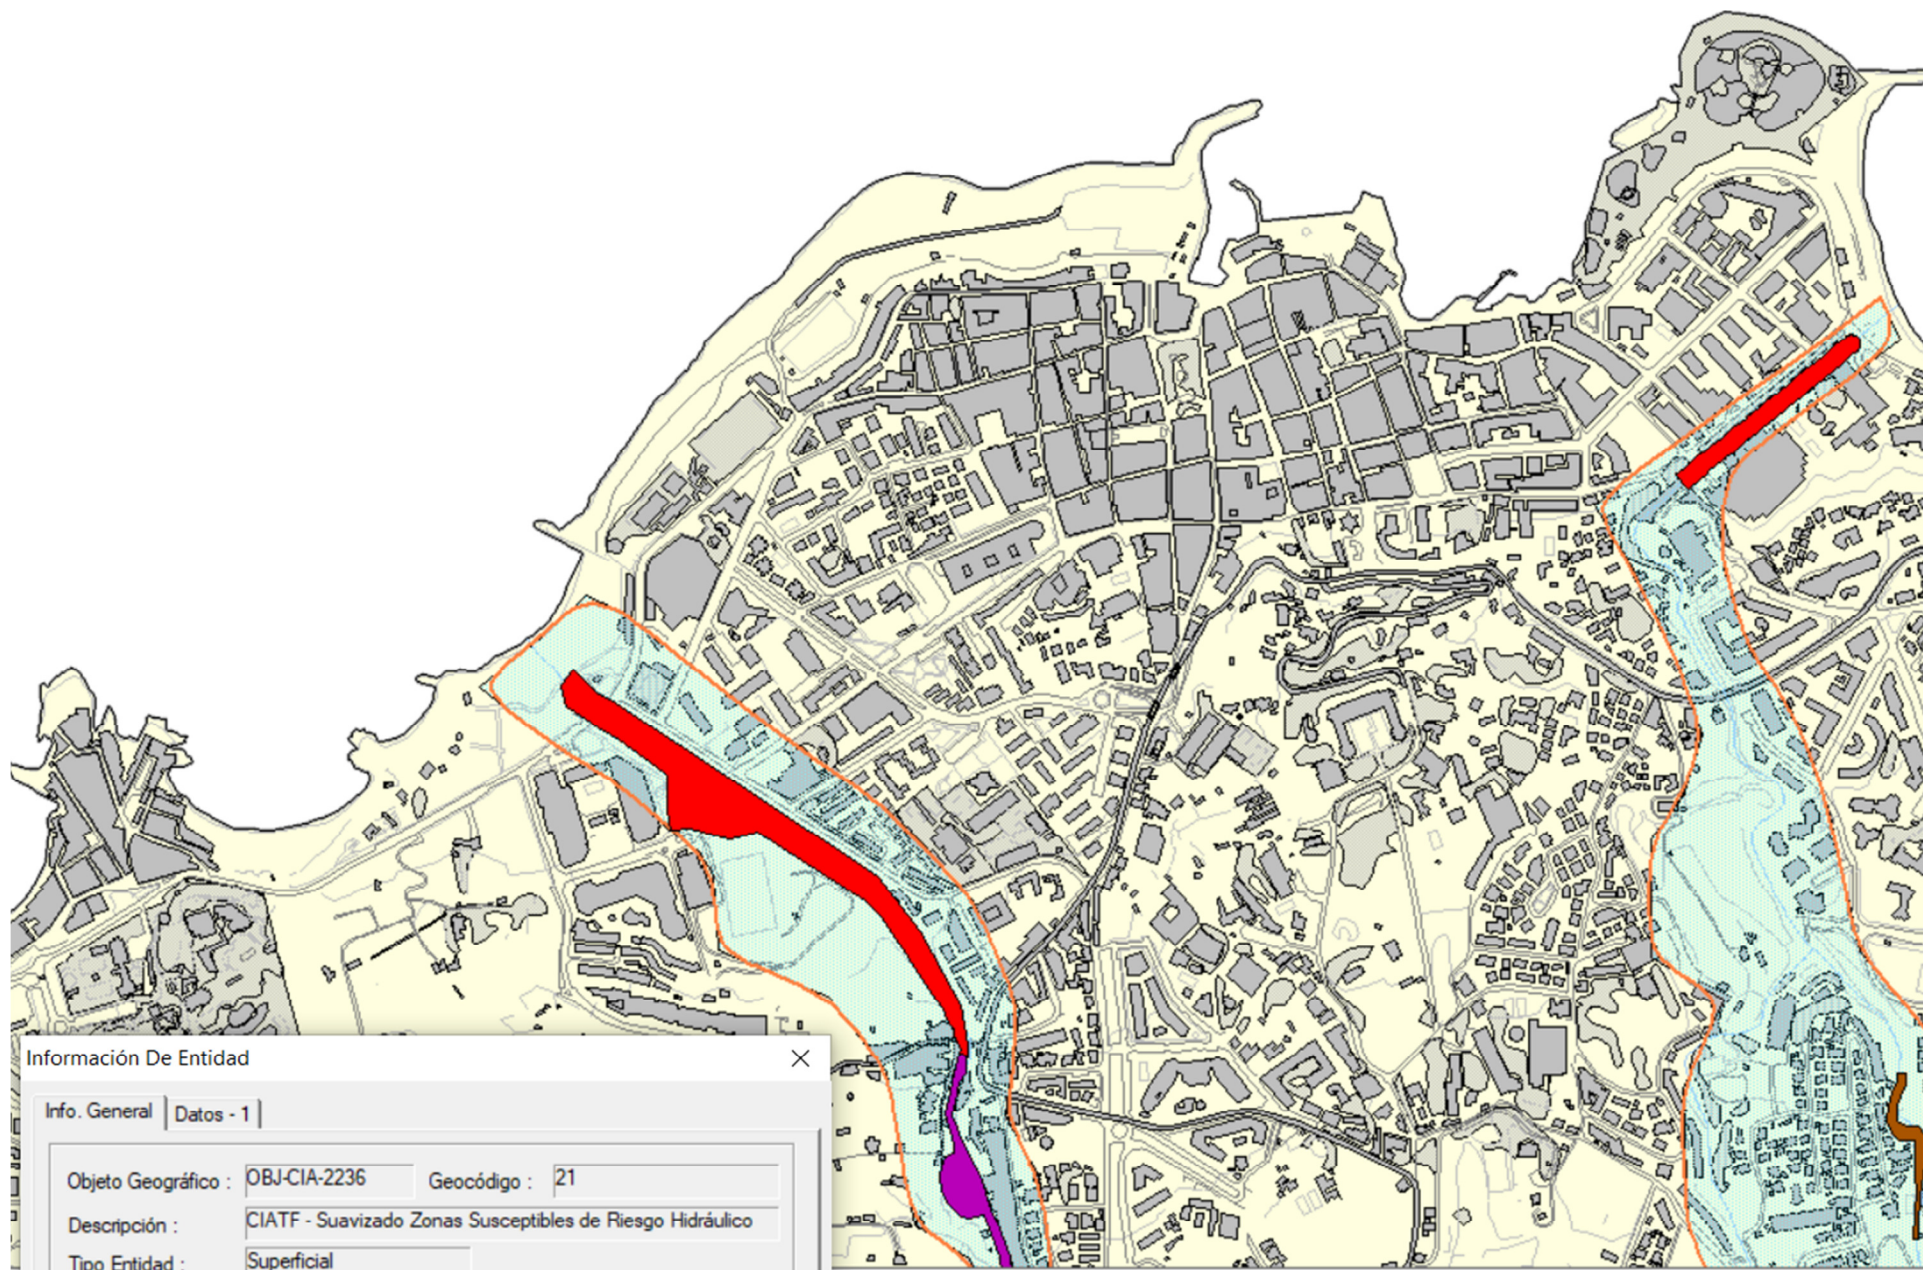 Información De Entidad
Info. General Datos - 1
Objeto Geográfico : OBJ-CIA-2236 Geocódigo : 21
Descripción : CIATF - Suavizado Zonas Susceptibles de Riesgo Hidráulico
Tipo Entidad : Superficial